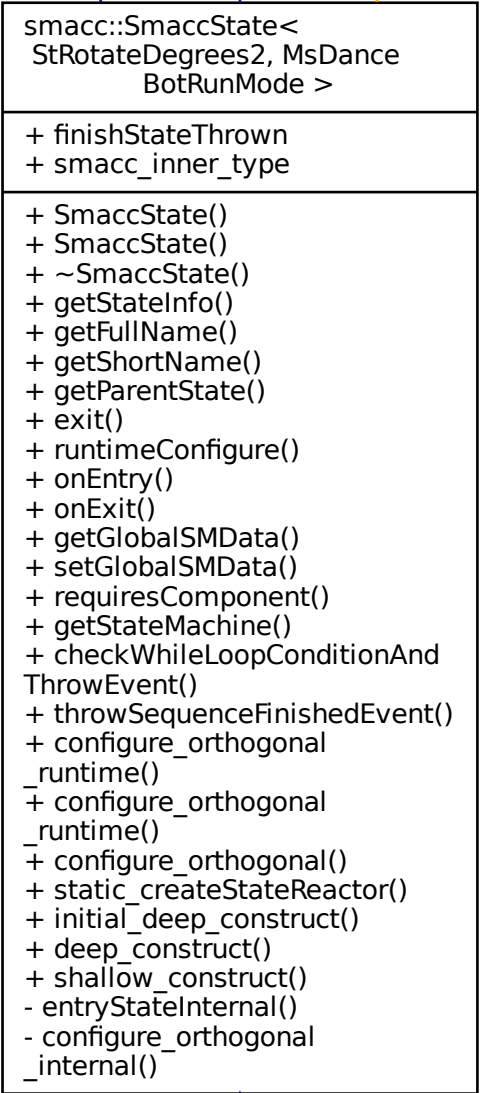 smacc::SmaccState<
StRotateDegrees2, MsDance
BotRunMode >
+ finishStateThrown
+ smacc_inner_type
+ SmaccState()
+ SmaccState()
+ ~SmaccState()
+ getStateInfo()
+ getFullName()
+ getShortName()
+ getParentState()
+ exit()
+ runtimeConfigure()
+ onEntry()
+ onExit()
+ getGlobalSMData()
+ setGlobalSMData()
+ requiresComponent()
+ getStateMachine()
+ checkWhileLoopConditionAnd
ThrowEvent()
+ throwSequenceFinishedEvent()
+ configure_orthogonal
_runtime()
+ configure_orthogonal
_runtime()
+ configure_orthogonal()
+ static_createStateReactor()
+ initial_deep_construct()
+ deep_construct()
+ shallow_construct()
- entryStateInternal()
- configure_orthogonal
_internal()